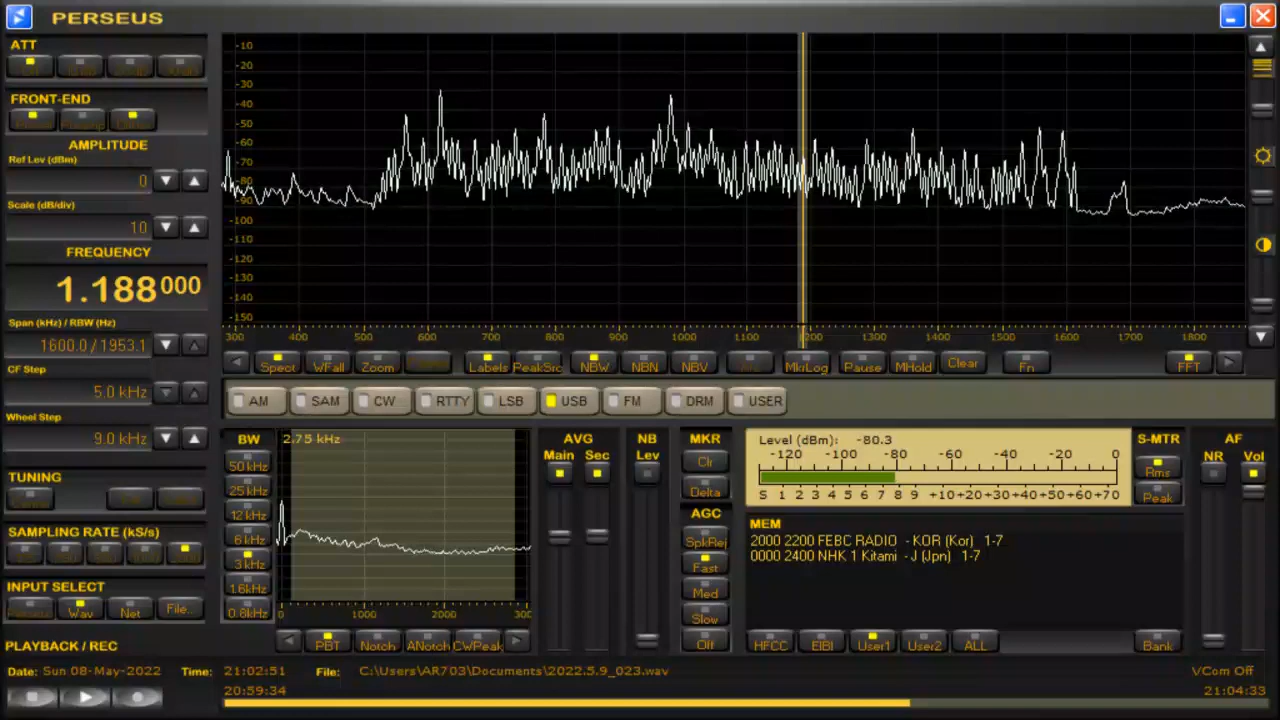 PERSEUS
ATT
FRONT-END
AMPLITUDE
Ref Lev (dBm)
0
Scale (dB/div)
10
FREQUENCY
1.188000
Span (kHz) / RBW (Hz)
1600.0 / 1953.1
CF Step
5.0 kHz
Wheel Step
9.0 kHz
TUNING
SAMPLING RATE (kS/s)
INPUT SELECT
Wav Net File..
PLAYBACK / REC
-10
-20
-30
-40
-50
-60
-70
-80
-90
-100
-110
-120
-130
-140
-150
300 400 500 600 700 800 900 1000 1100 1200 1300 1400 1500 1600 1700 1800
Spect WFall Zoom Labels PeakSrc NBW NBN NBV MkrLog Pause MHold Clear Fn FFT
AM SAM CW RTTY LSB USB FM DRM USER
BW
50 kHz
25 kHz
12 kHz
6 kHz
3 kHz
1.6kHz
0.8kHz
2.75 kHz
0 1000 2000 300
PBT Notch ANotch CWPeak
AVG
Main Sec
NB
Lev
MKR
Clr
Delta
AGC
SpkRej
Fast
Med
Slow
Off
Level (dBm): -80.3
-120 -100 -80 -60 -40 -20 0
S 1 2 3 4 5 6 7 8 9 +10+20+30+40+50+60+70
S-MTR
Rms
Peak
AF
NR Vol
MEM
2000 2200 FEBC RADIO - KOR (Kor) 1-7
0000 2400 NHK 1 Kitami - J (Jpn) 1-7
HFCC EIBI User1 User2 ALL Bank
Date: Sun 08-May-2022 Time: 21:02:51 File: C:\Users\AR703\Documents\2022.5.9_023.wav VCom Off
20:59:34 21:04:33